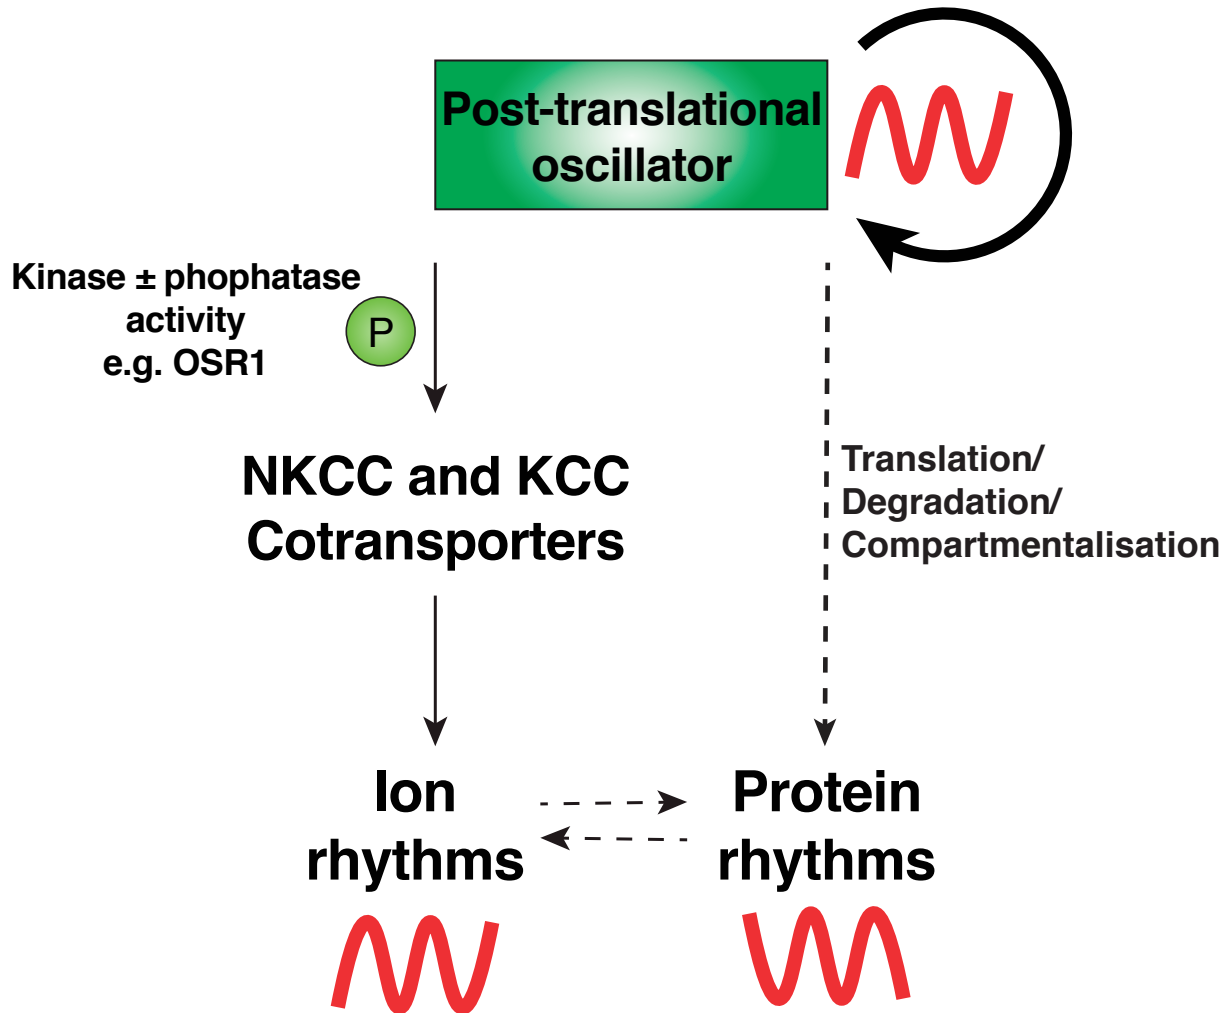 Post-translational
oscillator
Kinase ± phophatase
activity
e.g. OSR1
P
NKCC and KCC
Cotransporters
Translation/
Degradation/
Compartmentalisation
Ion
rhythms
Protein
rhythms